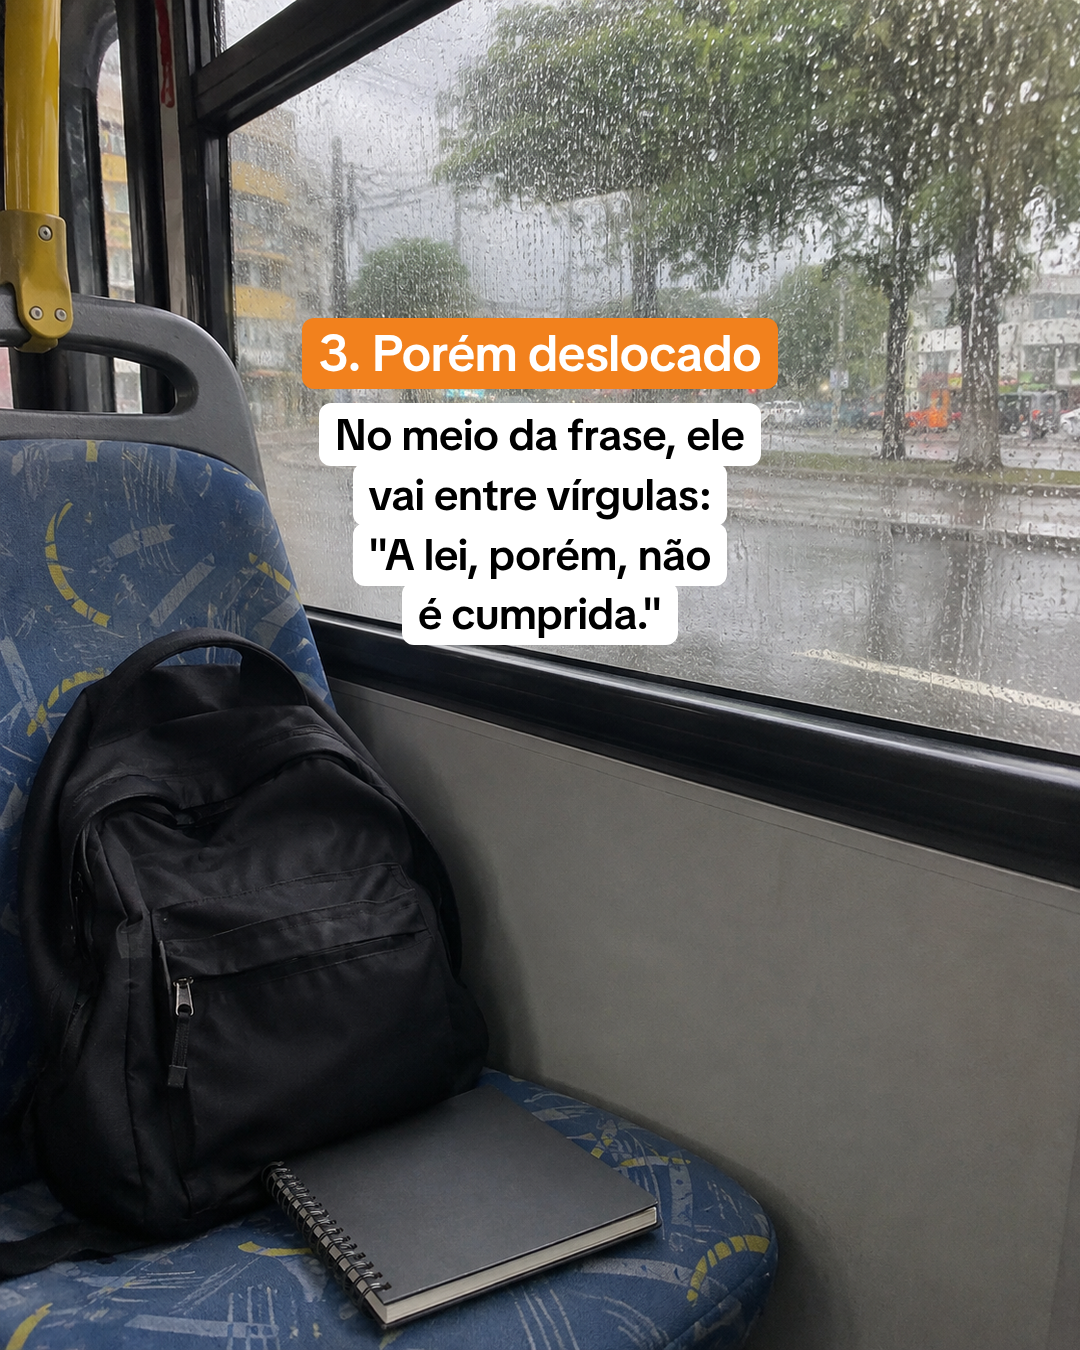 3. Porém deslocado
No meio da frase, ele
vai entre vírgulas:
"A lei, porém, não
é cumprida."